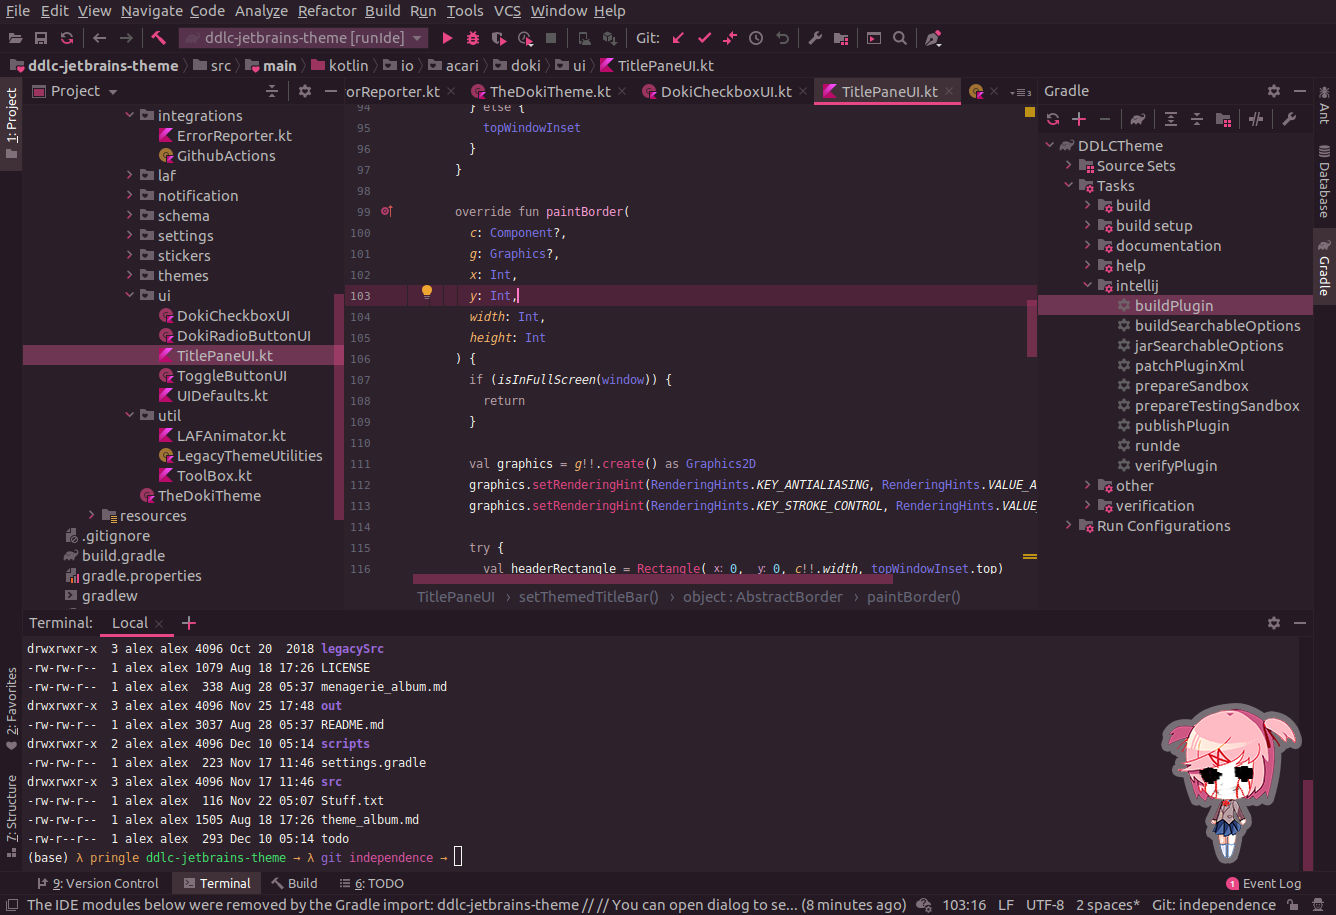 File Edit View Navigate Code Analyze Refactor Build Run Tools VCS Window Help
ddlc-jetbrains-theme [runIde] Git:
ddlc-jetbrains-theme src main kotlin io acari doki ui TitlePaneUI.kt
1: Project
Project
integrations
ErrorReporter.kt
GithubActions
laf
notification
schema
settings
stickers
themes
ui
DokiCheckboxUI
DokiRadioButtonUI
TitlePaneUI.kt
ToggleButtonUI
UIDefaults.kt
util
LAFAnimator.kt
LegacyThemeUtilities
ToolBox.kt
TheDokiTheme
resources
.gitignore
build.gradle
gradle.properties
gradlew
orReporter.kt TheDokiTheme.kt DokiCheckboxUI.kt TitlePaneUI.kt 3
94 } else {
95 topWindowInset
96 }
97 }
98
99 override fun paintBorder(
100 c: Component?,
101 g: Graphics?,
102 x: Int,
103 y: Int,
104 width: Int,
105 height: Int
106 ) {
107 if (isInFullScreen(window)) {
108 return
109 }
110
111 val graphics = g!!.create() as Graphics2D
112 graphics.setRenderingHint(RenderingHints.KEY_ANTIALIASING, RenderingHints.VALUE_A
113 graphics.setRenderingHint(RenderingHints.KEY_STROKE_CONTROL, RenderingHints.VALUE_
114
115 try {
116 val headerRectangle = Rectangle( x: 0, y: 0, c!!.width, topWindowInset.top)
TitlePaneUI › setThemedTitleBar() › object : AbstractBorder › paintBorder()
Gradle
DDLCTheme
Source Sets
Tasks
build
build setup
documentation
help
intellij
buildPlugin
buildSearchableOptions
jarSearchableOptions
patchPluginXml
prepareSandbox
prepareTestingSandbox
publishPlugin
runIde
verifyPlugin
other
verification
Run Configurations
Ant
Database
Gradle
Terminal: Local
drwxrwxr-x 3 alex alex 4096 Oct 20 2018 legacySrc
-rw-rw-r-- 1 alex alex 1079 Aug 18 17:26 LICENSE
-rw-rw-r-- 1 alex alex 338 Aug 28 05:37 menagerie_album.md
drwxrwxr-x 3 alex alex 4096 Nov 25 17:48 out
-rw-rw-r-- 1 alex alex 3037 Aug 28 05:37 README.md
drwxrwxr-x 2 alex alex 4096 Dec 10 05:14 scripts
-rw-rw-r-- 1 alex alex 223 Nov 17 11:46 settings.gradle
drwxrwxr-x 3 alex alex 4096 Nov 17 11:46 src
-rw-rw-r-- 1 alex alex 116 Nov 22 05:07 Stuff.txt
-rw-rw-r-- 1 alex alex 1505 Aug 18 17:26 theme_album.md
-rw-r--r-- 1 alex alex 293 Dec 10 05:14 todo
(base) λ pringle ddlc-jetbrains-theme → λ git independence →
2: Favorites
7: Structure
9: Version Control Terminal Build 6: TODO 1 Event Log
The IDE modules below were removed by the Gradle import: ddlc-jetbrains-theme // // You can open dialog to se... (8 minutes ago) 103:16 LF UTF-8 2 spaces* Git: independence